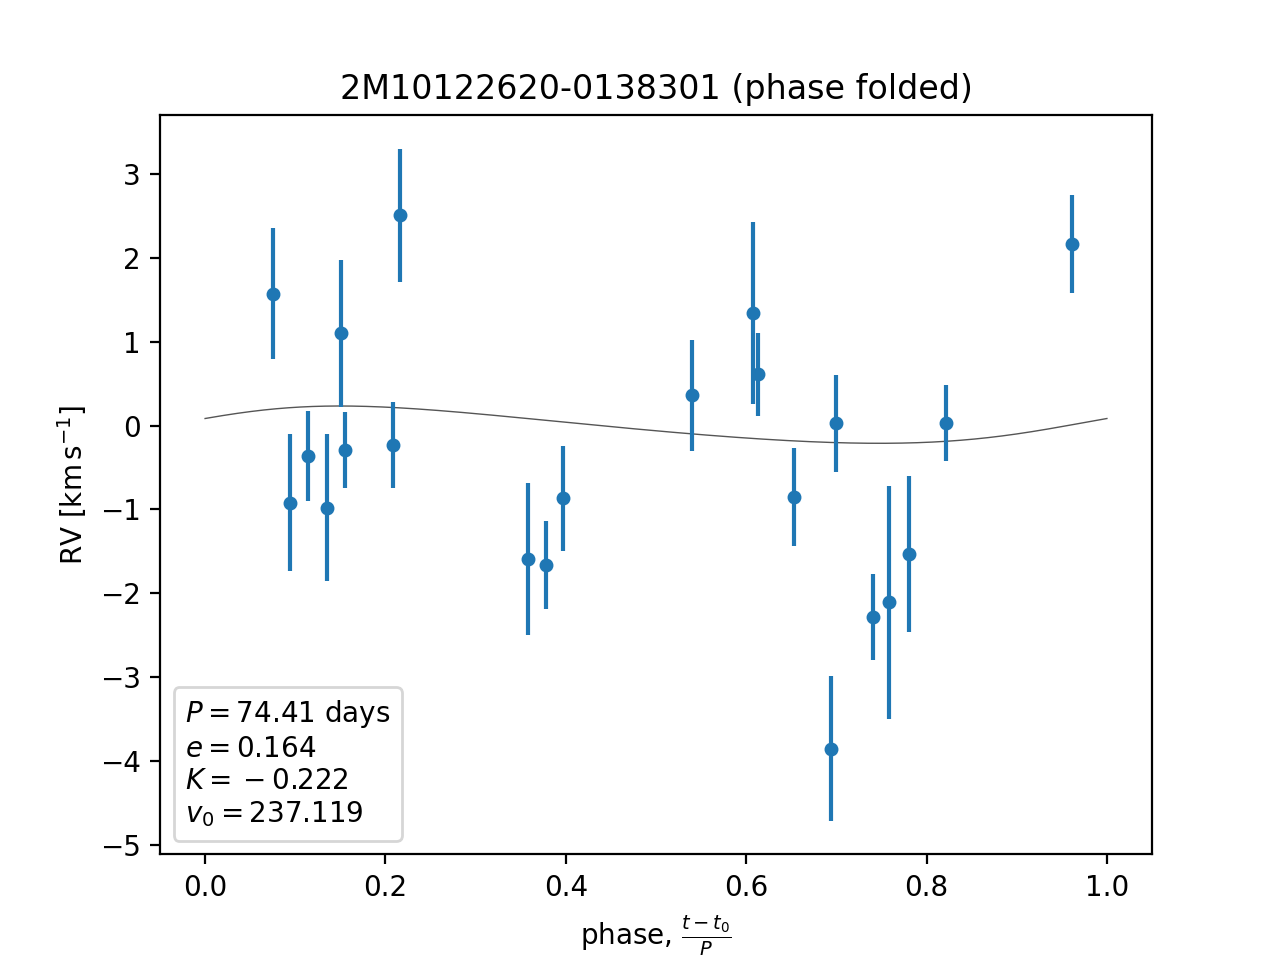 2M10122620-0138301 (phase folded)
3
2
1
0
−1
−2
−3
−4
−5
RV [km s⁻¹]
P = 74.41 days
e = 0.164
K = −0.222
v₀ = 237.119
0.0 0.2 0.4 0.6 0.8 1.0
phase, (t − t₀)/P